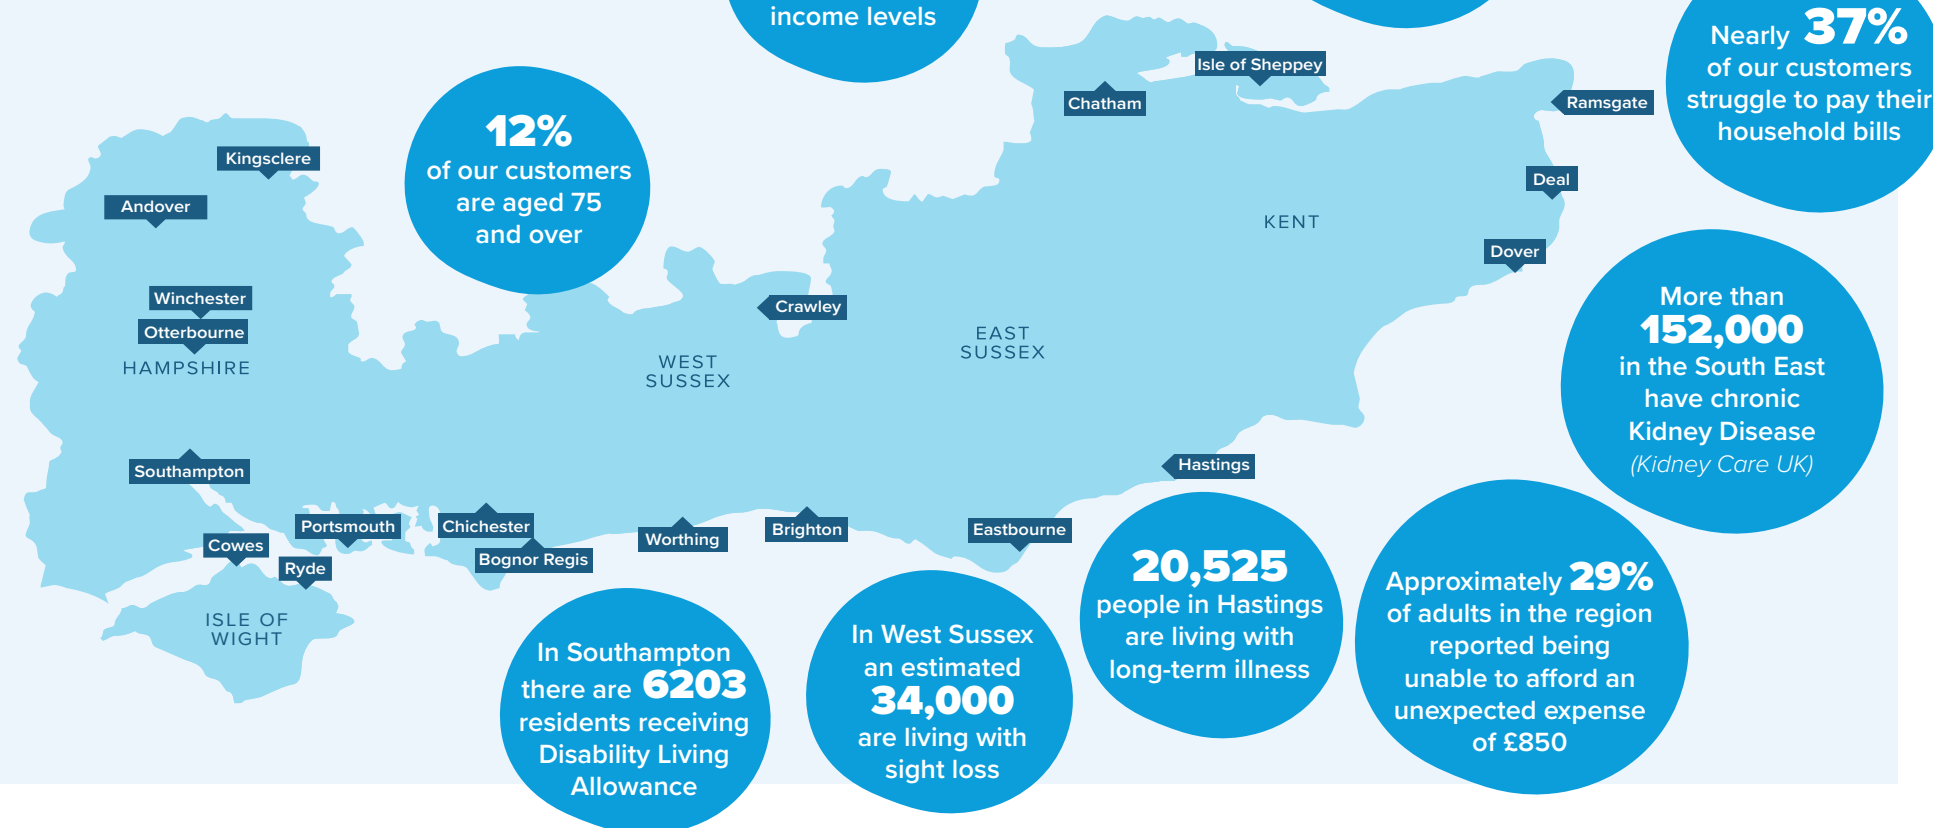 income levels
Nearly 37%
of our customers
struggle to pay their
household bills
Isle of Sheppey
Chatham
Ramsgate
12%
of our customers
are aged 75
and over
Kingsclere
Andover
Deal
KENT
Dover
Winchester
Otterbourne
HAMPSHIRE
Crawley
EAST
SUSSEX
WEST
SUSSEX
More than
152,000
in the South East
have chronic
Kidney Disease
(Kidney Care UK)
Southampton
Hastings
Portsmouth
Chichester
Bognor Regis
Worthing
Brighton
Eastbourne
Cowes
Ryde
ISLE OF
WIGHT
In Southampton
there are 6203
residents receiving
Disability Living
Allowance
In West Sussex
an estimated
34,000
are living with
sight loss
20,525
people in Hastings
are living with
long-term illness
Approximately 29%
of adults in the region
reported being
unable to afford an
unexpected expense
of £850